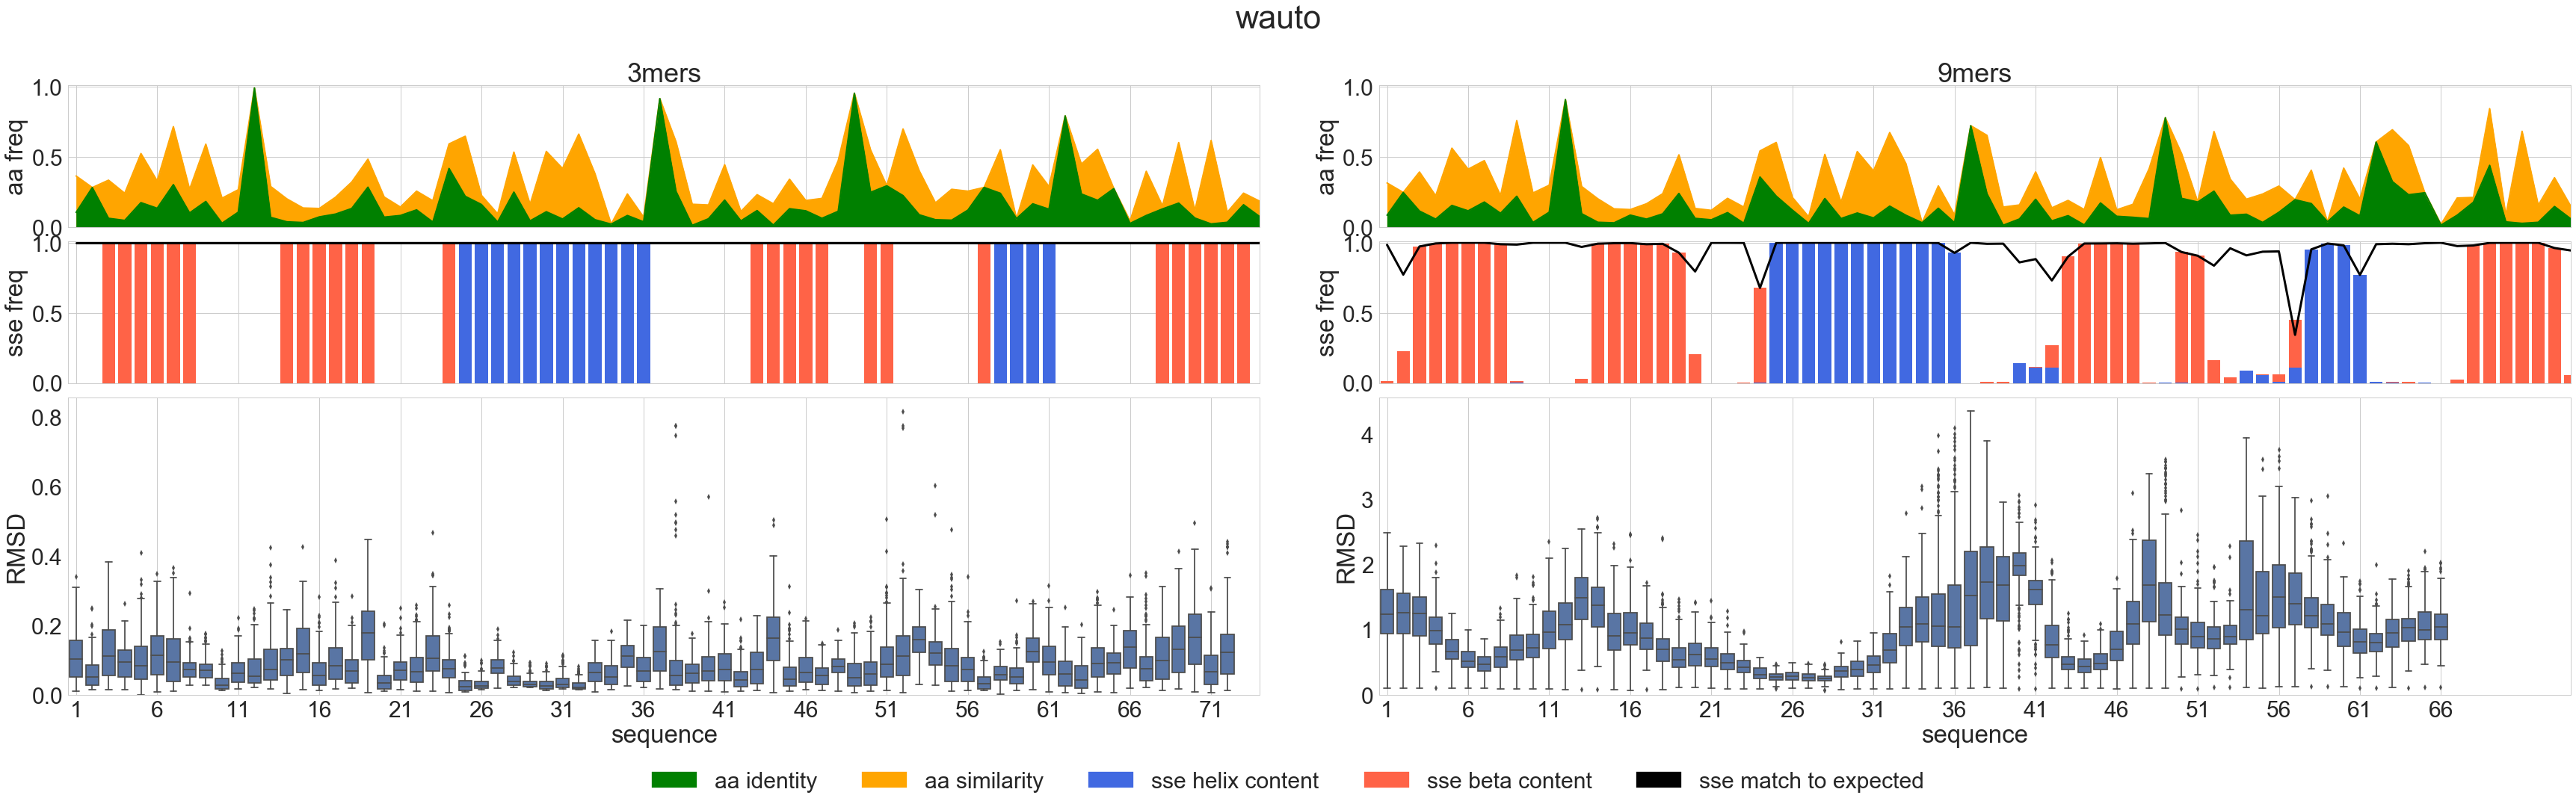 wauto
3mers
9mers
1.0
0.5
0.0
aa freq
1.0
0.5
0.0
aa freq
1.0
0.5
0.0
sse freq
1.0
0.5
0.0
sse freq
0.8
0.6
0.4
0.2
0.0
RMSD
4
3
2
1
0
RMSD
1 6 11 16 21 26 31 36 41 46 51 56 61 66 71
1 6 11 16 21 26 31 36 41 46 51 56 61 66
sequence
sequence
aa identity aa similarity sse helix content sse beta content sse match to expected